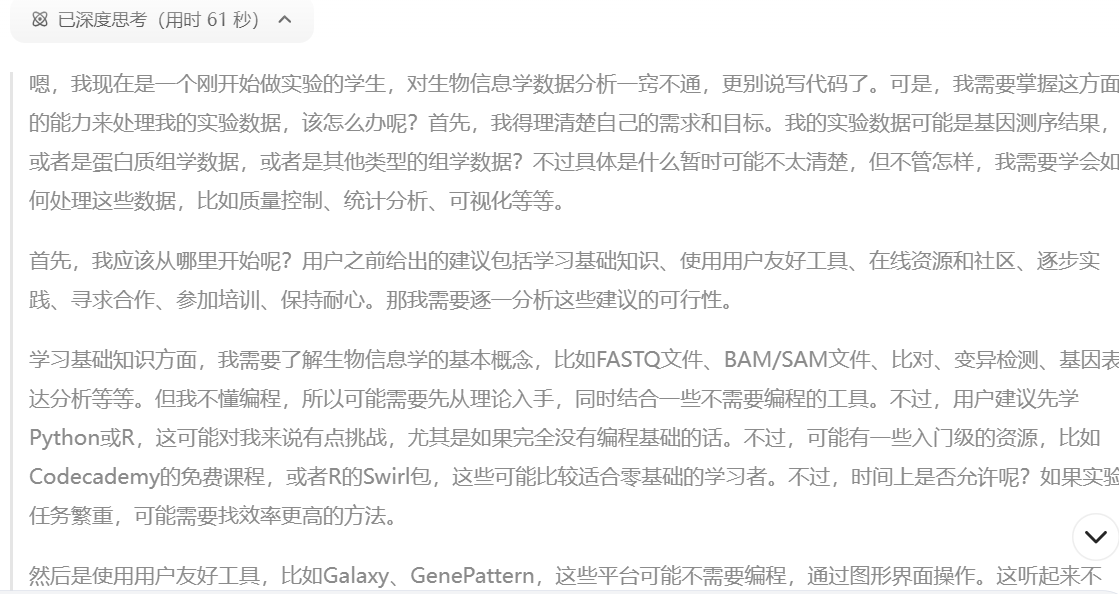 已深度思考（用时 61 秒）
嗯，我现在是一个刚开始做实验的学生，对生物信息学数据分析一窍不通，更别说写代码了。可是，我需要掌握这方面
的能力来处理我的实验数据，该怎么办呢？首先，我得理清楚自己的需求和目标。我的实验数据可能是基因测序结果，
或者是蛋白质组学数据，或者是其他类型的组学数据？不过具体是什么暂时可能不太清楚，但不管怎样，我需要学会如
何处理这些数据，比如质量控制、统计分析、可视化等等。
首先，我应该从哪里开始呢？用户之前给出的建议包括学习基础知识、使用用户友好工具、在线资源和社区、逐步实
践、寻求合作、参加培训、保持耐心。那我需要逐一分析这些建议的可行性。
学习基础知识方面，我需要了解生物信息学的基本概念，比如FASTQ文件、BAM/SAM文件、比对、变异检测、基因表
达分析等等。但我不懂编程，所以可能需要先从理论入手，同时结合一些不需要编程的工具。不过，用户建议先学
Python或R，这可能对我来说有点挑战，尤其是如果完全没有编程基础的话。不过，可能有一些入门级的资源，比如
Codecademy的免费课程，或者R的Swirl包，这些可能比较适合零基础的学习者。不过，时间上是否允许呢？如果实验
任务繁重，可能需要找效率更高的方法。
然后是使用用户友好工具，比如Galaxy、GenePattern，这些平台可能不需要编程，通过图形界面操作。这听起来不